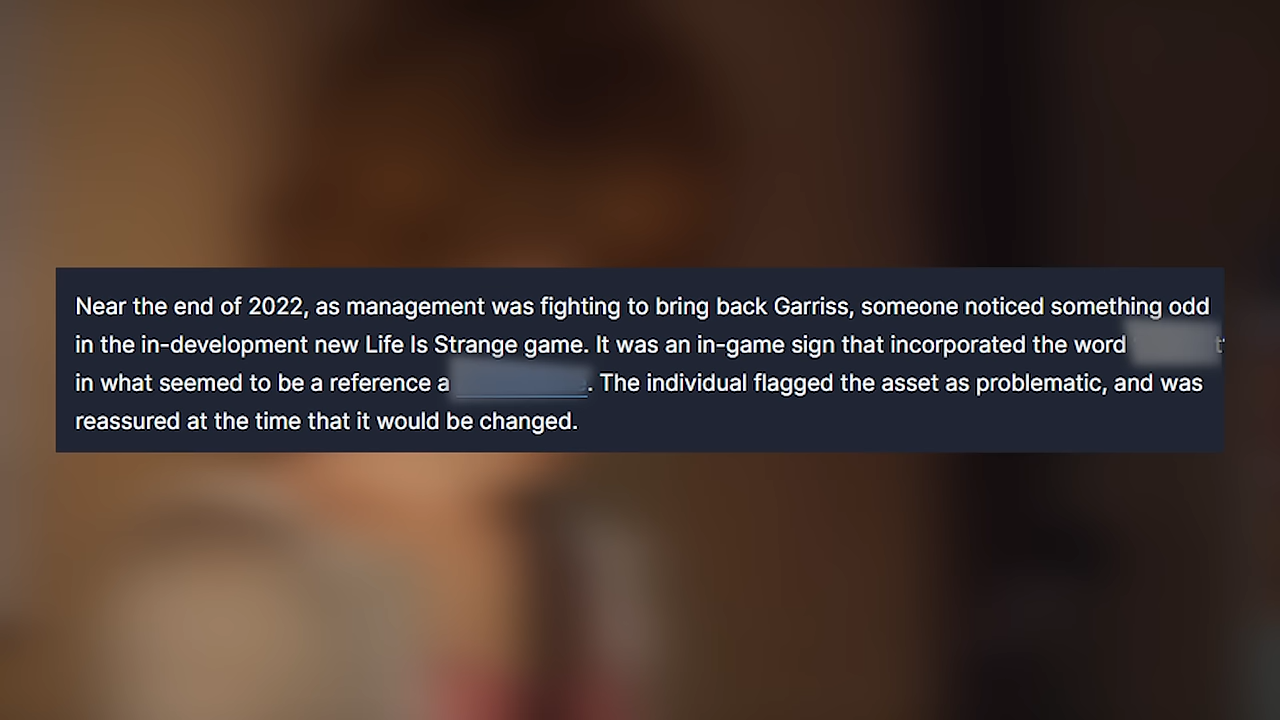 Near the end of 2022, as management was fighting to bring back Garriss, someone noticed something odd
in the in-development new Life Is Strange game. It was an in-game sign that incorporated the word
in what seemed to be a reference a . The individual flagged the asset as problematic, and was
reassured at the time that it would be changed.